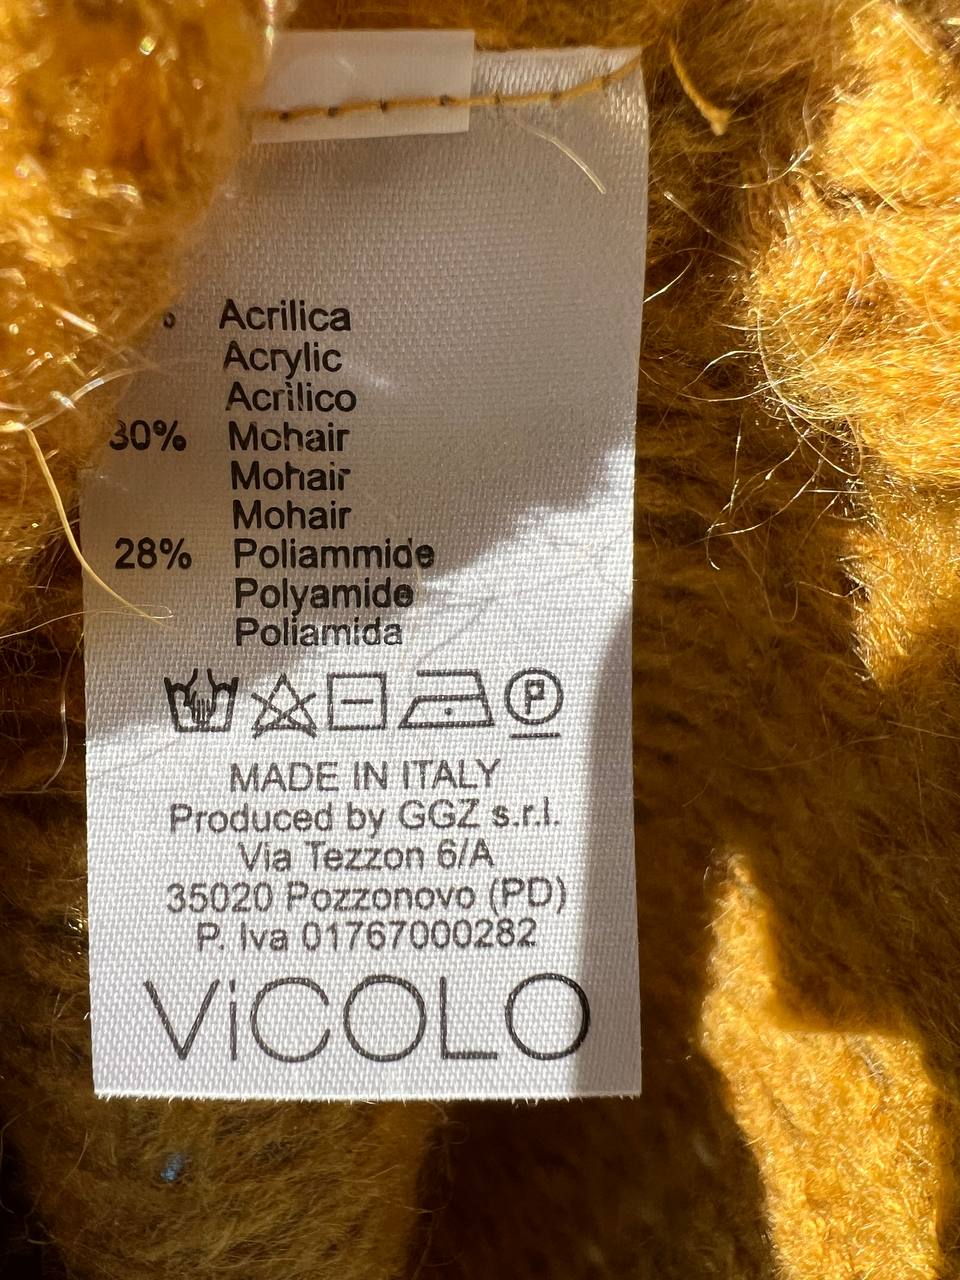 % Acrilica
Acrylic
Acrìlico
30% Mohair
Mohair
Mohair
28% Poliammide
Polyamide
Poliamida
P
MADE IN ITALY
Produced by GGZ s.r.l.
Via Tezzon 6/A
35020 Pozzonovo (PD)
P. Iva 01767000282
ViCOLO